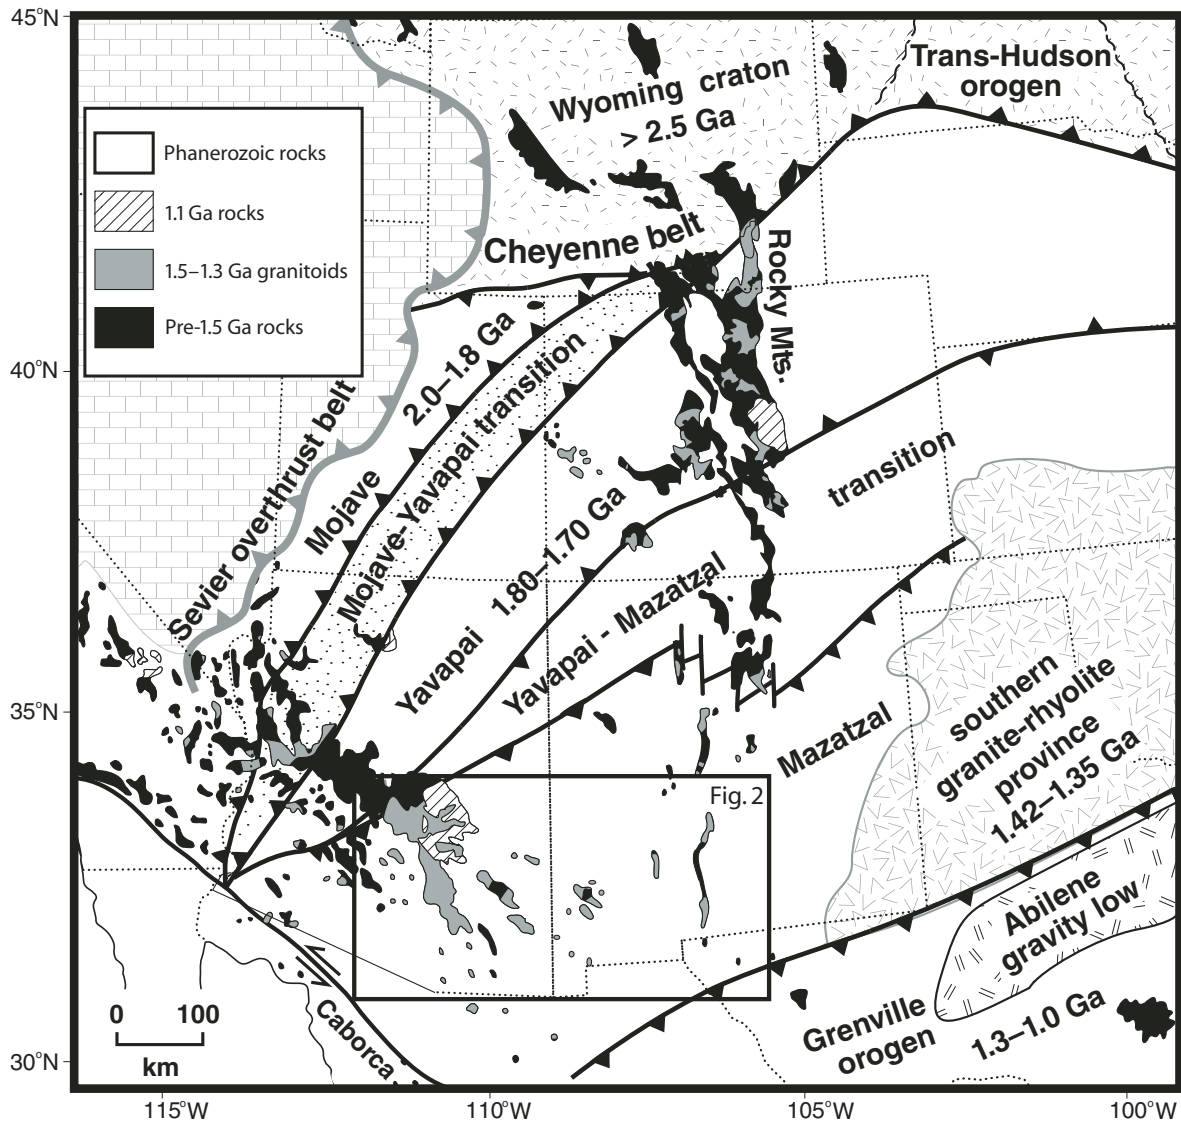 45°N
40°N
35°N
30°N
115°W
110°W
105°W
100°W
Phanerozoic rocks
1.1 Ga rocks
1.5–1.3 Ga granitoids
Pre-1.5 Ga rocks
Trans-Hudson
orogen
Wyoming craton
> 2.5 Ga
Cheyenne belt
Rocky Mts.
Sevier overthrust belt
Mojave
2.0–1.8 Ga
Mojave-Yavapai transition
Yavapai 1.80–1.70 Ga
Yavapai - Mazatzal
transition
Mazatzal
southern
granite-rhyolite
province
1.42–1.35 Ga
Fig. 2
Abilene
gravity low
Grenville
orogen
1.3–1.0 Ga
Caborca
0 100
km